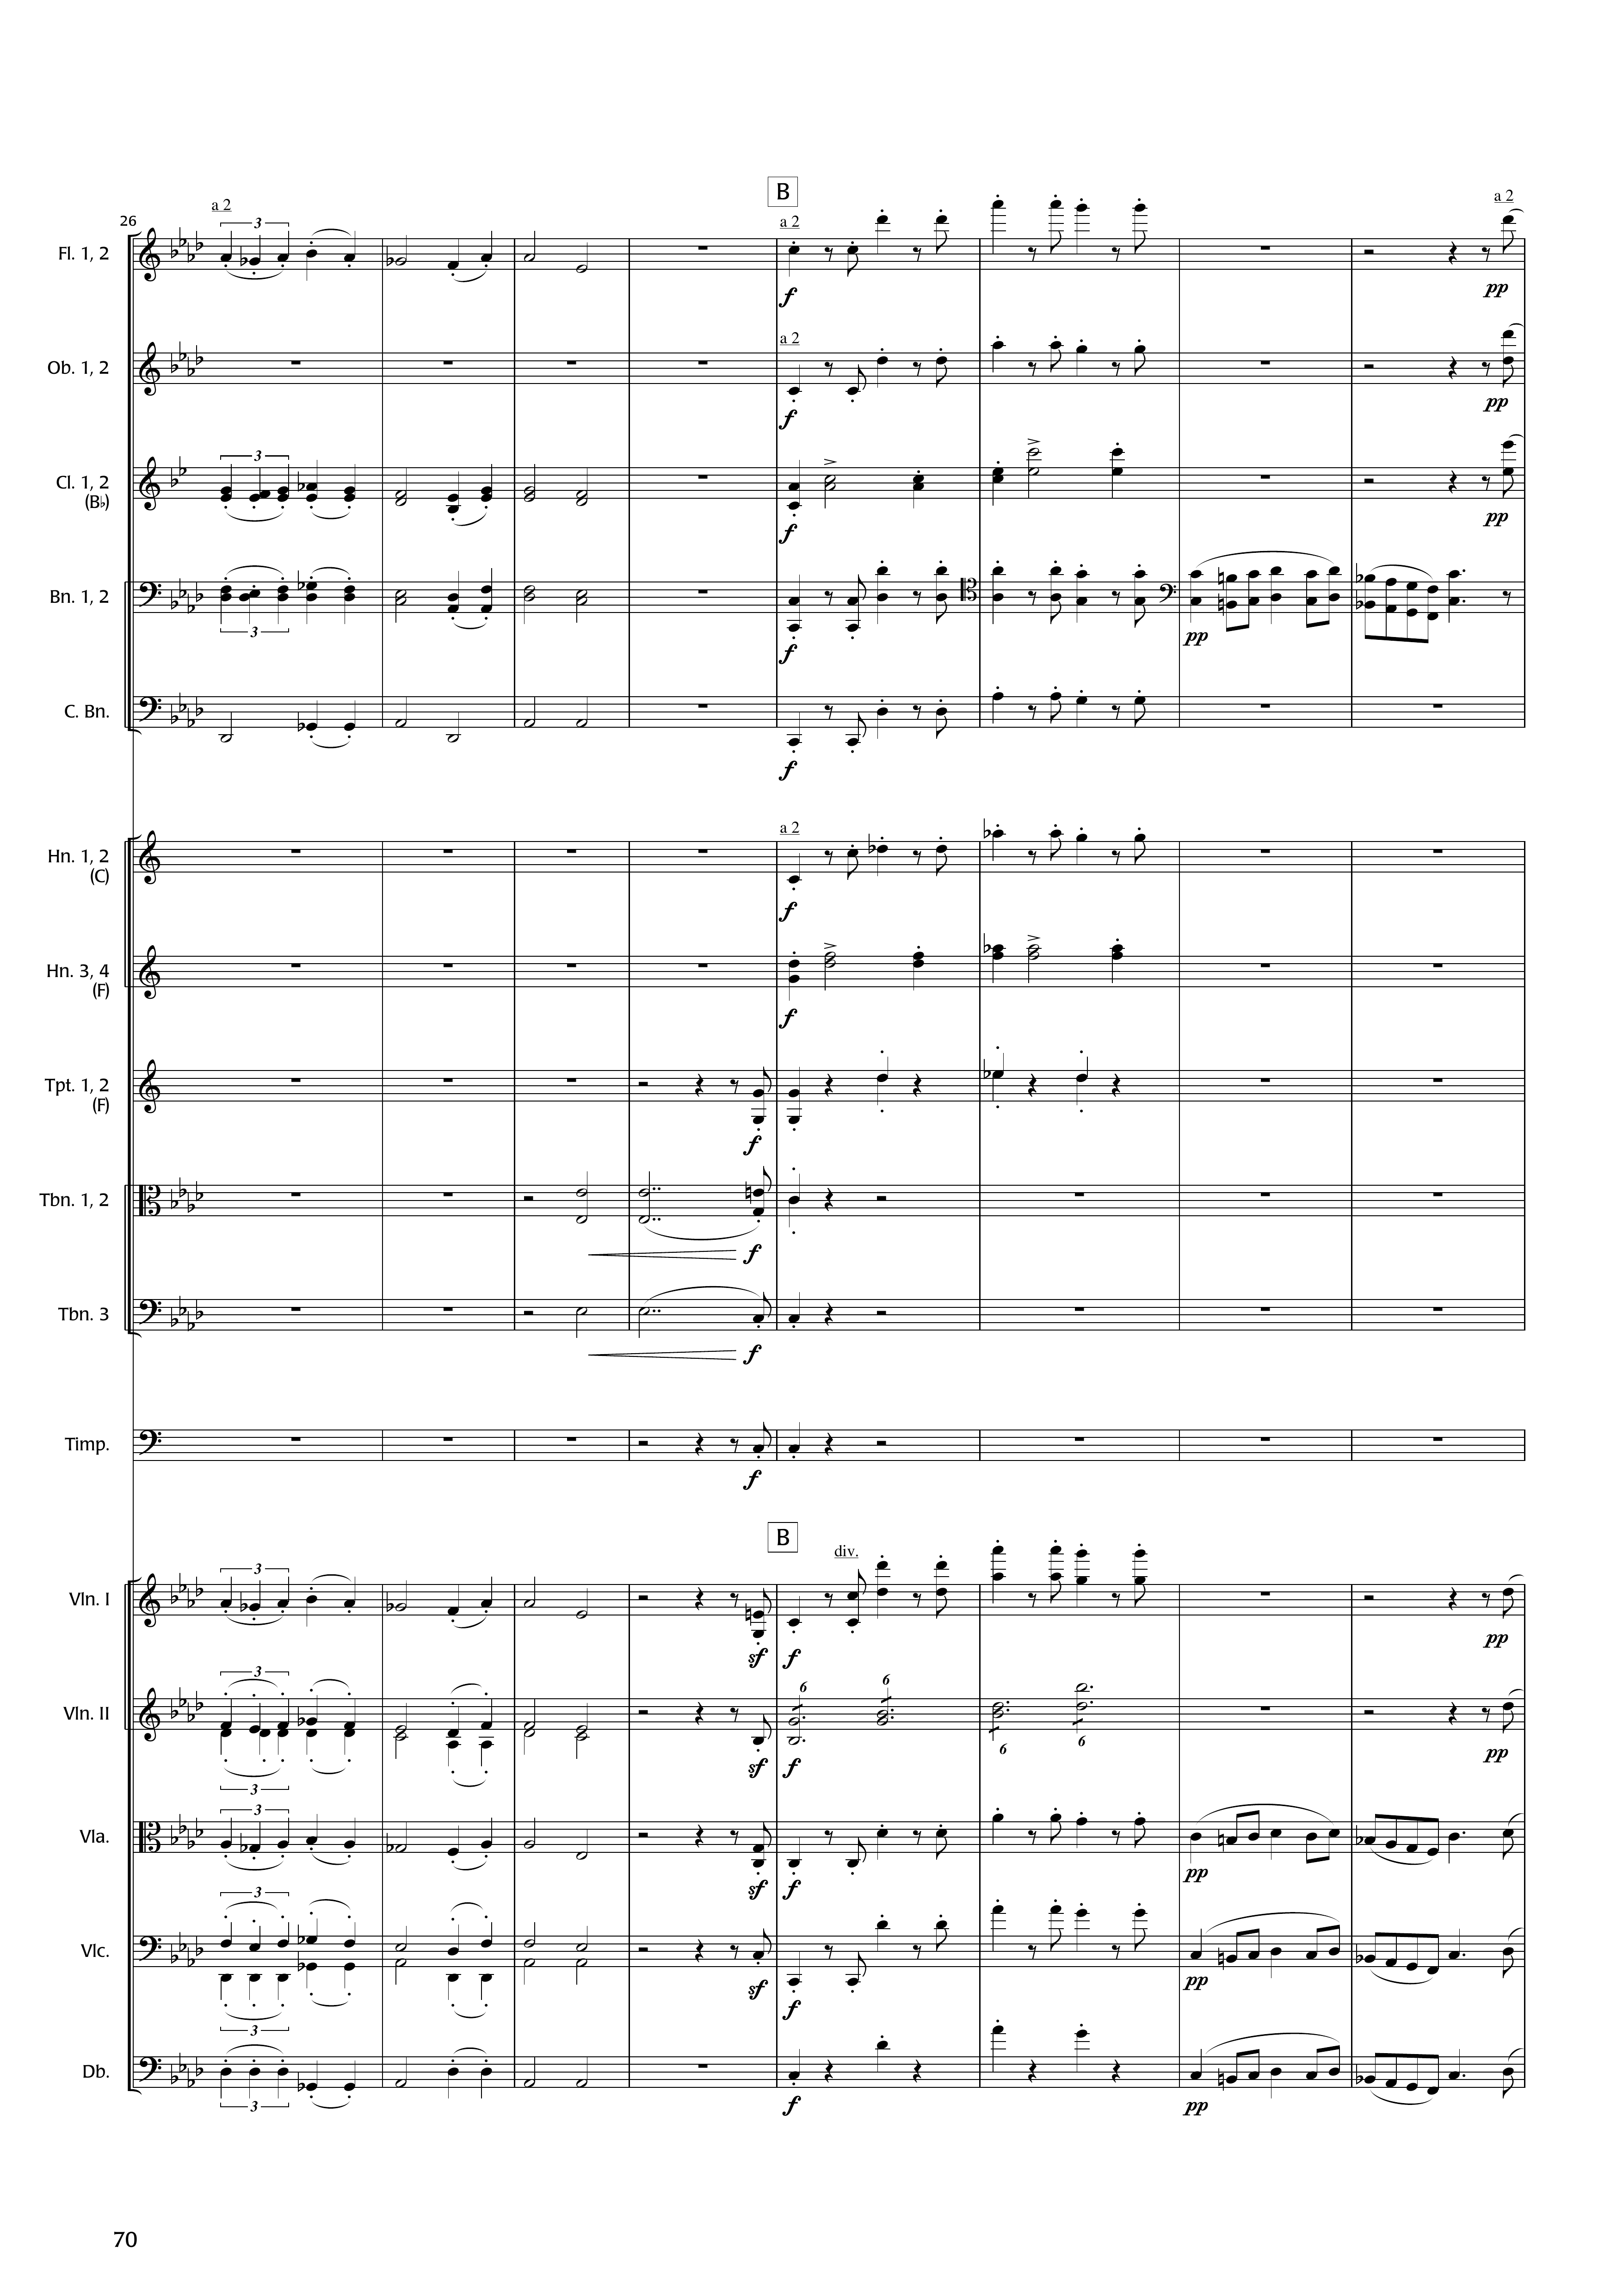 B
a 2
a 2
a 2
26
3
Fl. 1, 2
f
pp
a 2
Ob. 1, 2
f
pp
3
Cl. 1, 2
(B♭)
f
pp
Bn. 1, 2
3
f
pp
C. Bn.
f
a 2
Hn. 1, 2
(C)
f
Hn. 3, 4
(F)
f
Tpt. 1, 2
(F)
f
Tbn. 1, 2
f
Tbn. 3
f
Timp.
f
B
div.
3
Vln. I
sf
f
pp
3
6
6
Vln. II
6
6
sf
f
pp
3
3
Vla.
sf
f
pp
3
Vlc.
sf
f
pp
3
Db.
3
f
pp
70